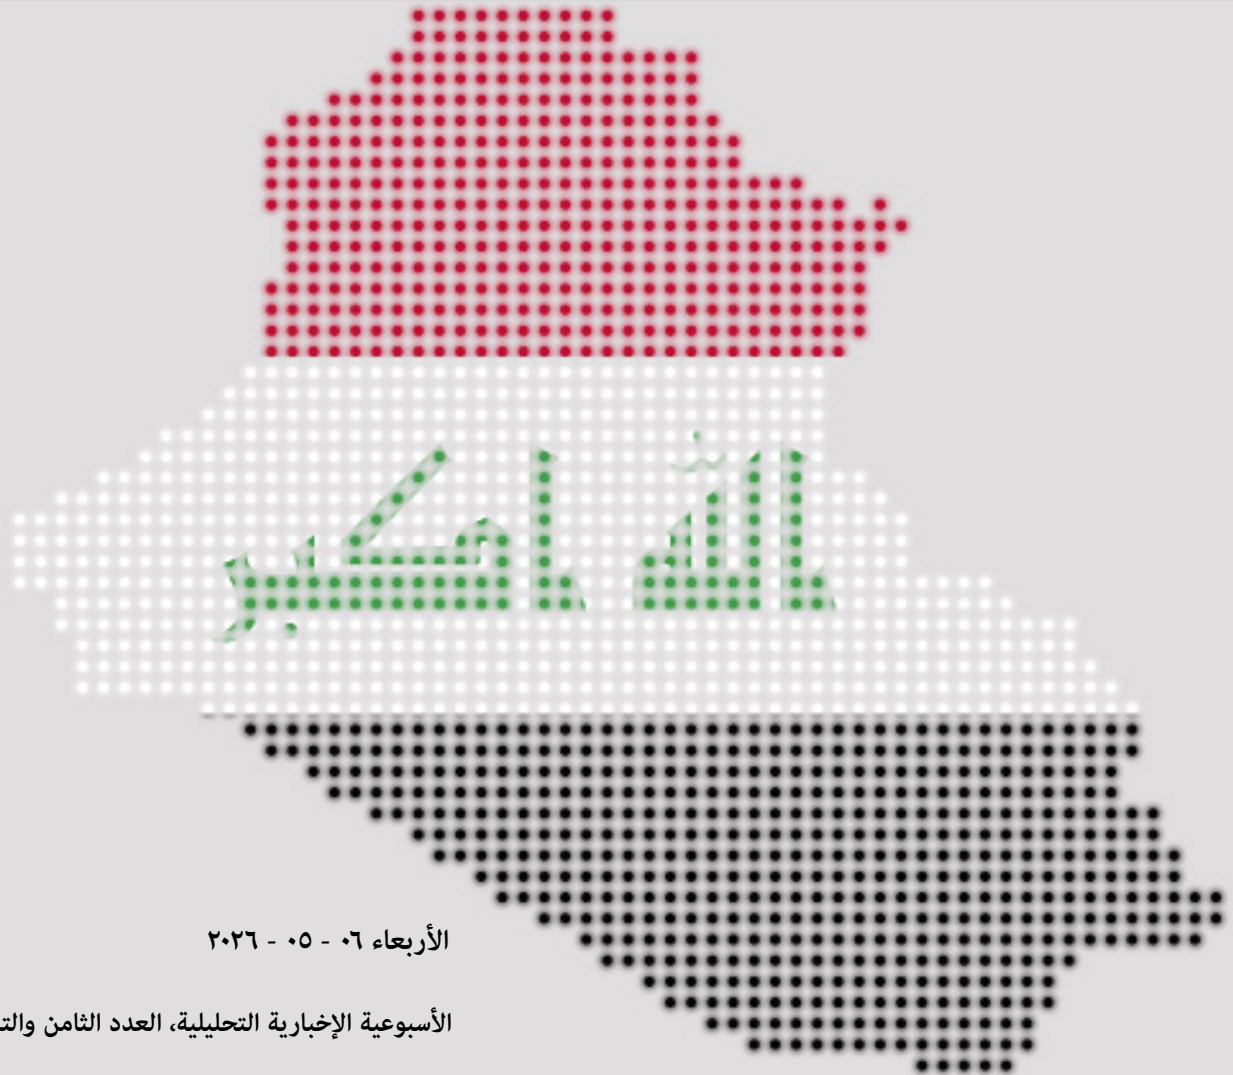 الله اكبر
الأربعاء ٠٦ - ٠٥ - ٢٠٢٦
الأسبوعية الإخبارية التحليلية، العدد الثامن